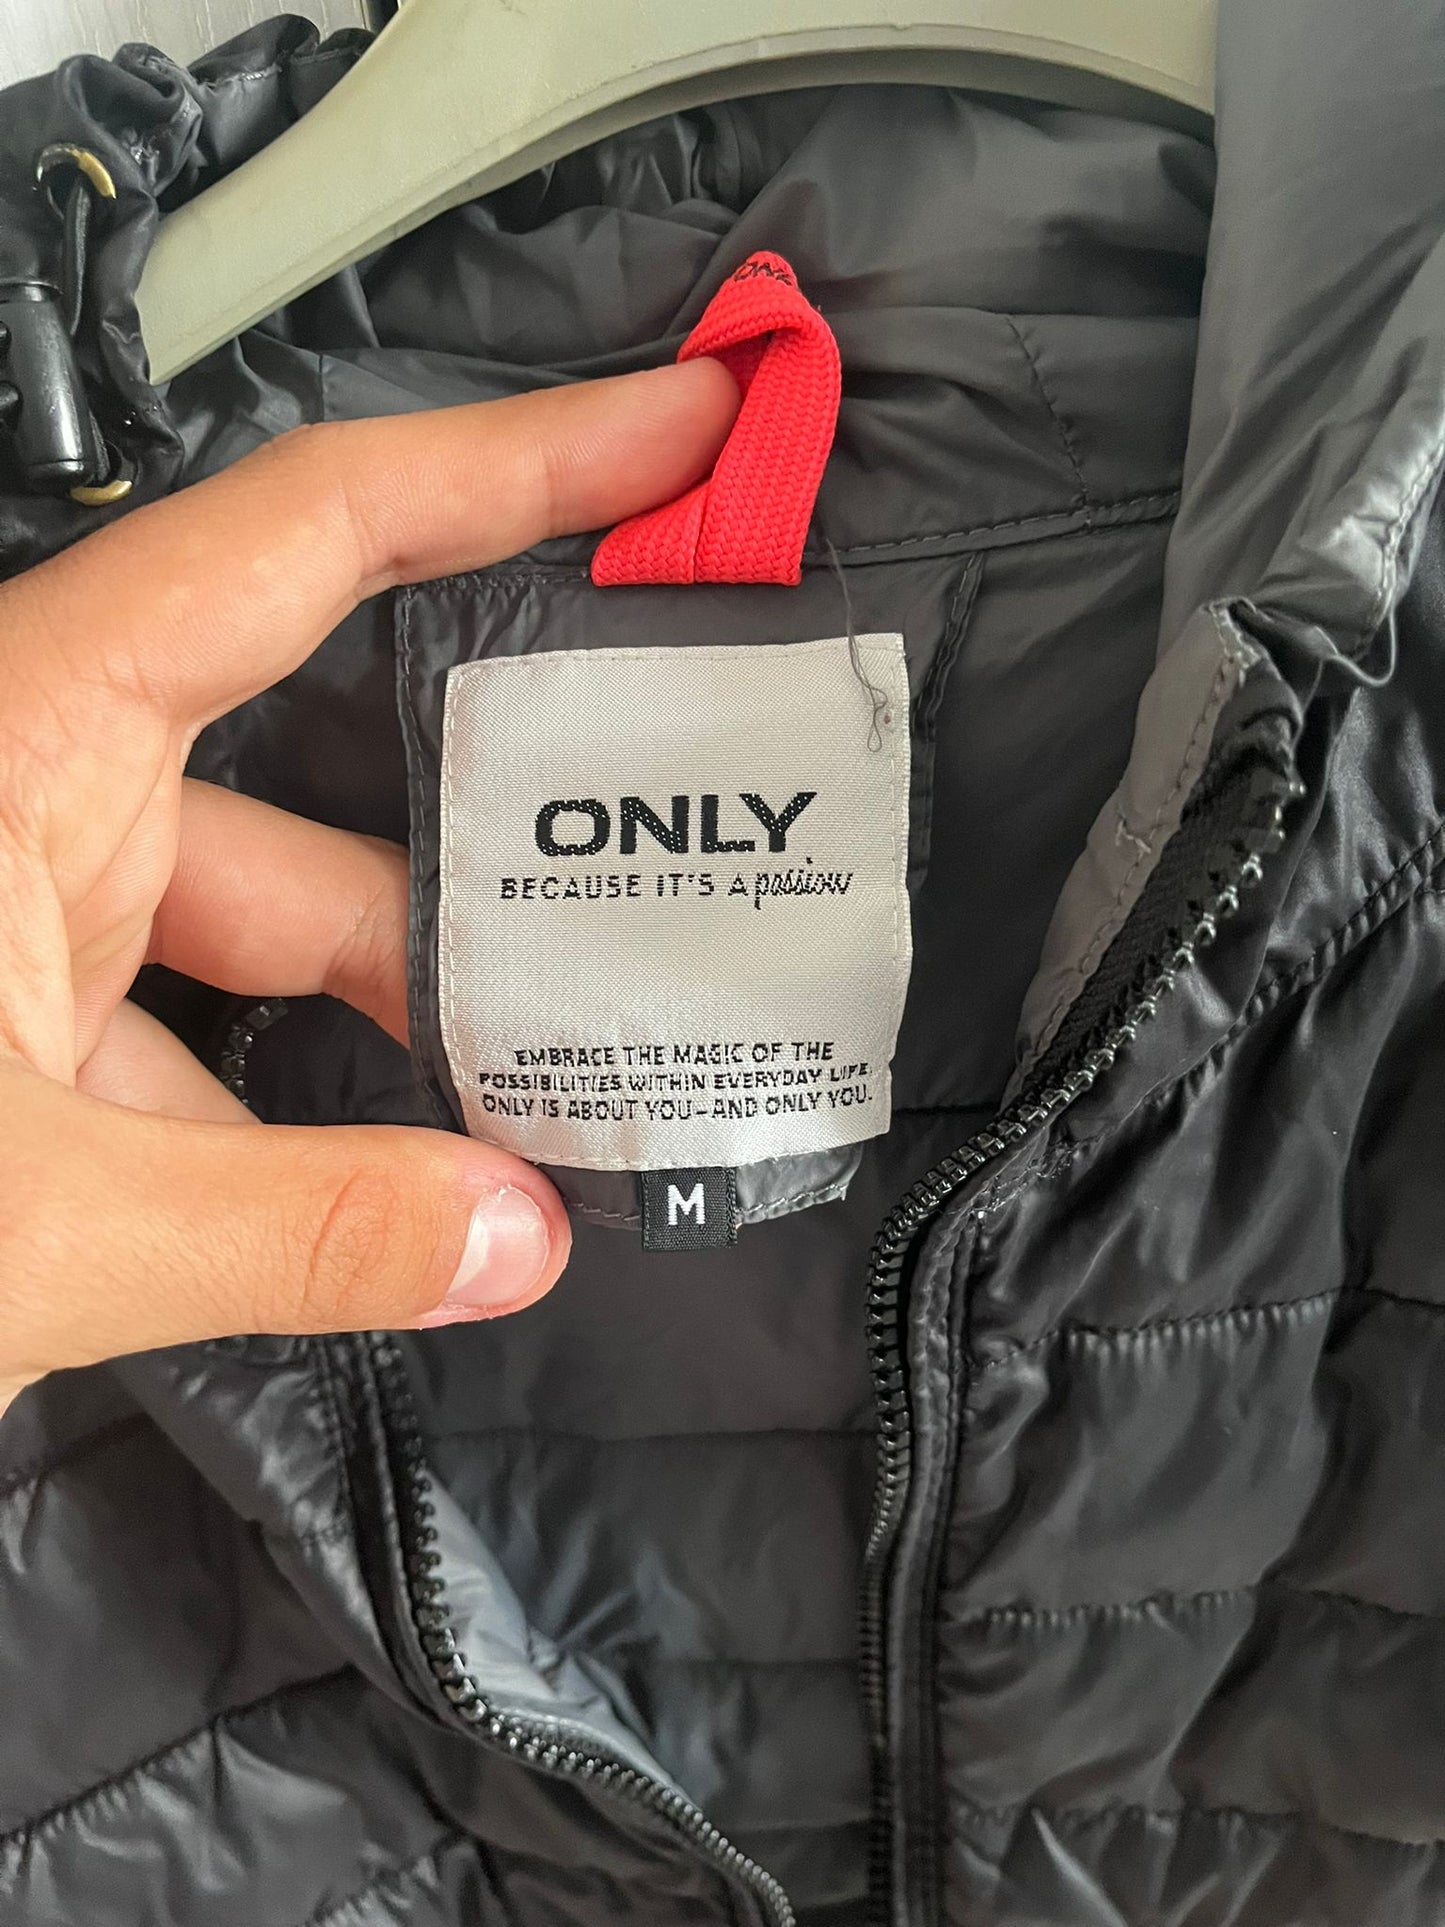 ONLY
BECAUSE IT'S A passion
EMBRACE THE MAGIC OF THE
POSSIBILITIES WITHIN EVERYDAY LIFE.
ONLY IS ABOUT YOU – AND ONLY YOU.
M